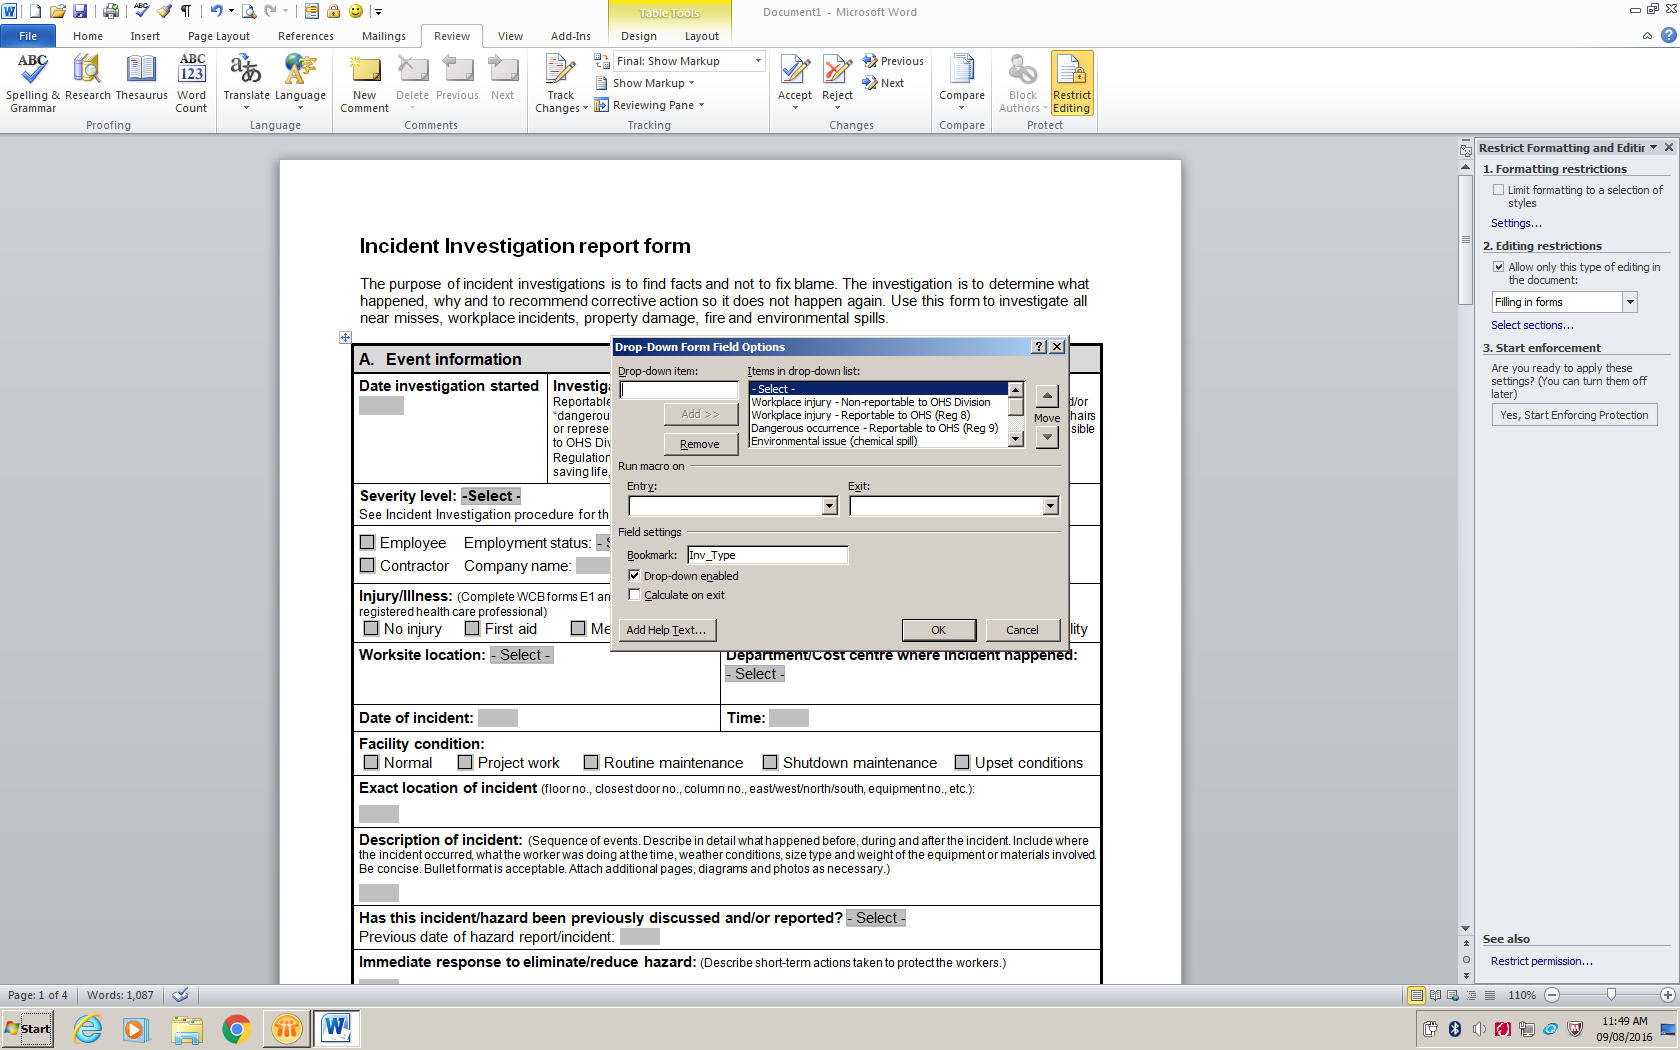 Table Tools
Document1 - Microsoft Word
File
Home
Insert
Page Layout
References
Mailings
Review
View
Add-Ins
Design
Layout
Spelling & Grammar
Research
Thesaurus
Word Count
Proofing
Translate
Language
Language
New Comment
Delete
Previous
Next
Comments
Track Changes
Final: Show Markup
Show Markup
Reviewing Pane
Tracking
Accept
Reject
Previous
Next
Changes
Compare
Compare
Block Authors
Restrict Editing
Protect
Incident Investigation report form
The purpose of incident investigations is to find facts and not to fix blame. The investigation is to determine what
happened, why and to recommend corrective action so it does not happen again. Use this form to investigate all
near misses, workplace incidents, property damage, fire and environmental spills.
A. Event information
Date investigation started
Investig
Reportable
"dangerou
or represe
to OHS Div
Regulation
saving life,
d/or
hairs
sible
Severity level: -Select -
See Incident Investigation procedure for th
Employee Employment status: - S
Contractor Company name:
Injury/Illness: (Complete WCB forms E1 an
registered health care professional)
No injury First aid Me
lity
Worksite location: - Select -
Department/Cost centre where incident happened:
- Select -
Date of incident:
Time:
Facility condition:
Normal Project work Routine maintenance Shutdown maintenance Upset conditions
Exact location of incident (floor no., closest door no., column no., east/west/north/south, equipment no., etc.):
Description of incident: (Sequence of events. Describe in detail what happened before, during and after the incident. Include where
the incident occurred, what the worker was doing at the time, weather conditions, size type and weight of the equipment or materials involved.
Be concise. Bullet format is acceptable. Attach additional pages, diagrams and photos as necessary.)
Has this incident/hazard been previously discussed and/or reported? - Select -
Previous date of hazard report/incident:
Immediate response to eliminate/reduce hazard: (Describe short-term actions taken to protect the workers.)
Drop-Down Form Field Options
Drop-down item:
Items in drop-down list:
Add >>
Remove
- Select -
Workplace injury - Non-reportable to OHS Division
Workplace injury - Reportable to OHS (Reg 8)
Dangerous occurrence - Reportable to OHS (Reg 9)
Environmental issue (chemical spill)
Move
Run macro on
Entry:
Exit:
Field settings
Bookmark: Inv_Type
Drop-down enabled
Calculate on exit
Add Help Text...
OK
Cancel
Restrict Formatting and Editin
1. Formatting restrictions
Limit formatting to a selection of
styles
Settings...
2. Editing restrictions
Allow only this type of editing in
the document:
Filling in forms
Select sections...
3. Start enforcement
Are you ready to apply these
settings? (You can turn them off
later)
Yes, Start Enforcing Protection
See also
Restrict permission...
Page: 1 of 4
Words: 1,087
110%
Start
11:49 AM
09/08/2016